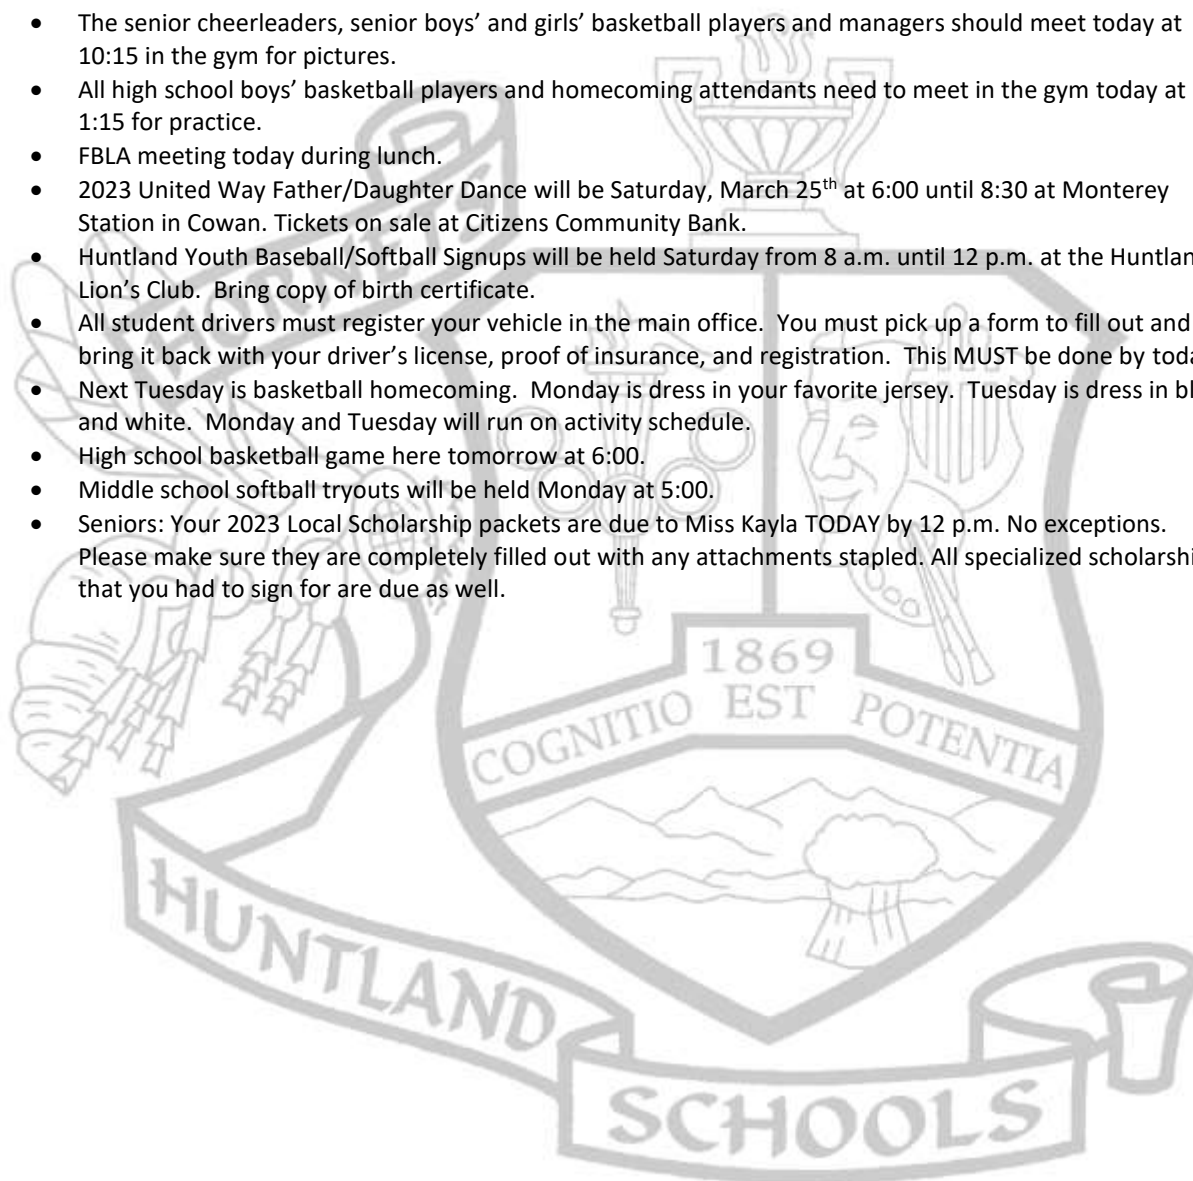 • The senior cheerleaders, senior boys’ and girls’ basketball players and managers should meet today at
10:15 in the gym for pictures.
• All high school boys’ basketball players and homecoming attendants need to meet in the gym today at
1:15 for practice.
• FBLA meeting today during lunch.
• 2023 United Way Father/Daughter Dance will be Saturday, March 25th at 6:00 until 8:30 at Monterey
Station in Cowan. Tickets on sale at Citizens Community Bank.
• Huntland Youth Baseball/Softball Signups will be held Saturday from 8 a.m. until 12 p.m. at the
Lion’s Club.  Bring copy of birth certificate.
• All student drivers must register your vehicle in the main office.  You must pick up a form to fill out and
bring it back with your driver’s license, proof of insurance, and registration.  This MUST be done by
• Next Tuesday is basketball homecoming.  Monday is dress in your favorite jersey.  Tuesday is dress in
and white.  Monday and Tuesday will run on activity schedule.
• High school basketball game here tomorrow at 6:00.
• Middle school softball tryouts will be held Monday at 5:00.
• Seniors: Your 2023 Local Scholarship packets are due to Miss Kayla TODAY by 12 p.m. No exceptions.
Please make sure they are completely filled out with any attachments stapled. All specialized
that you had to sign for are due as well.
HORNETS
1869
COGNITIO EST POTENTIA
HUNTLAND
SCHOOLS